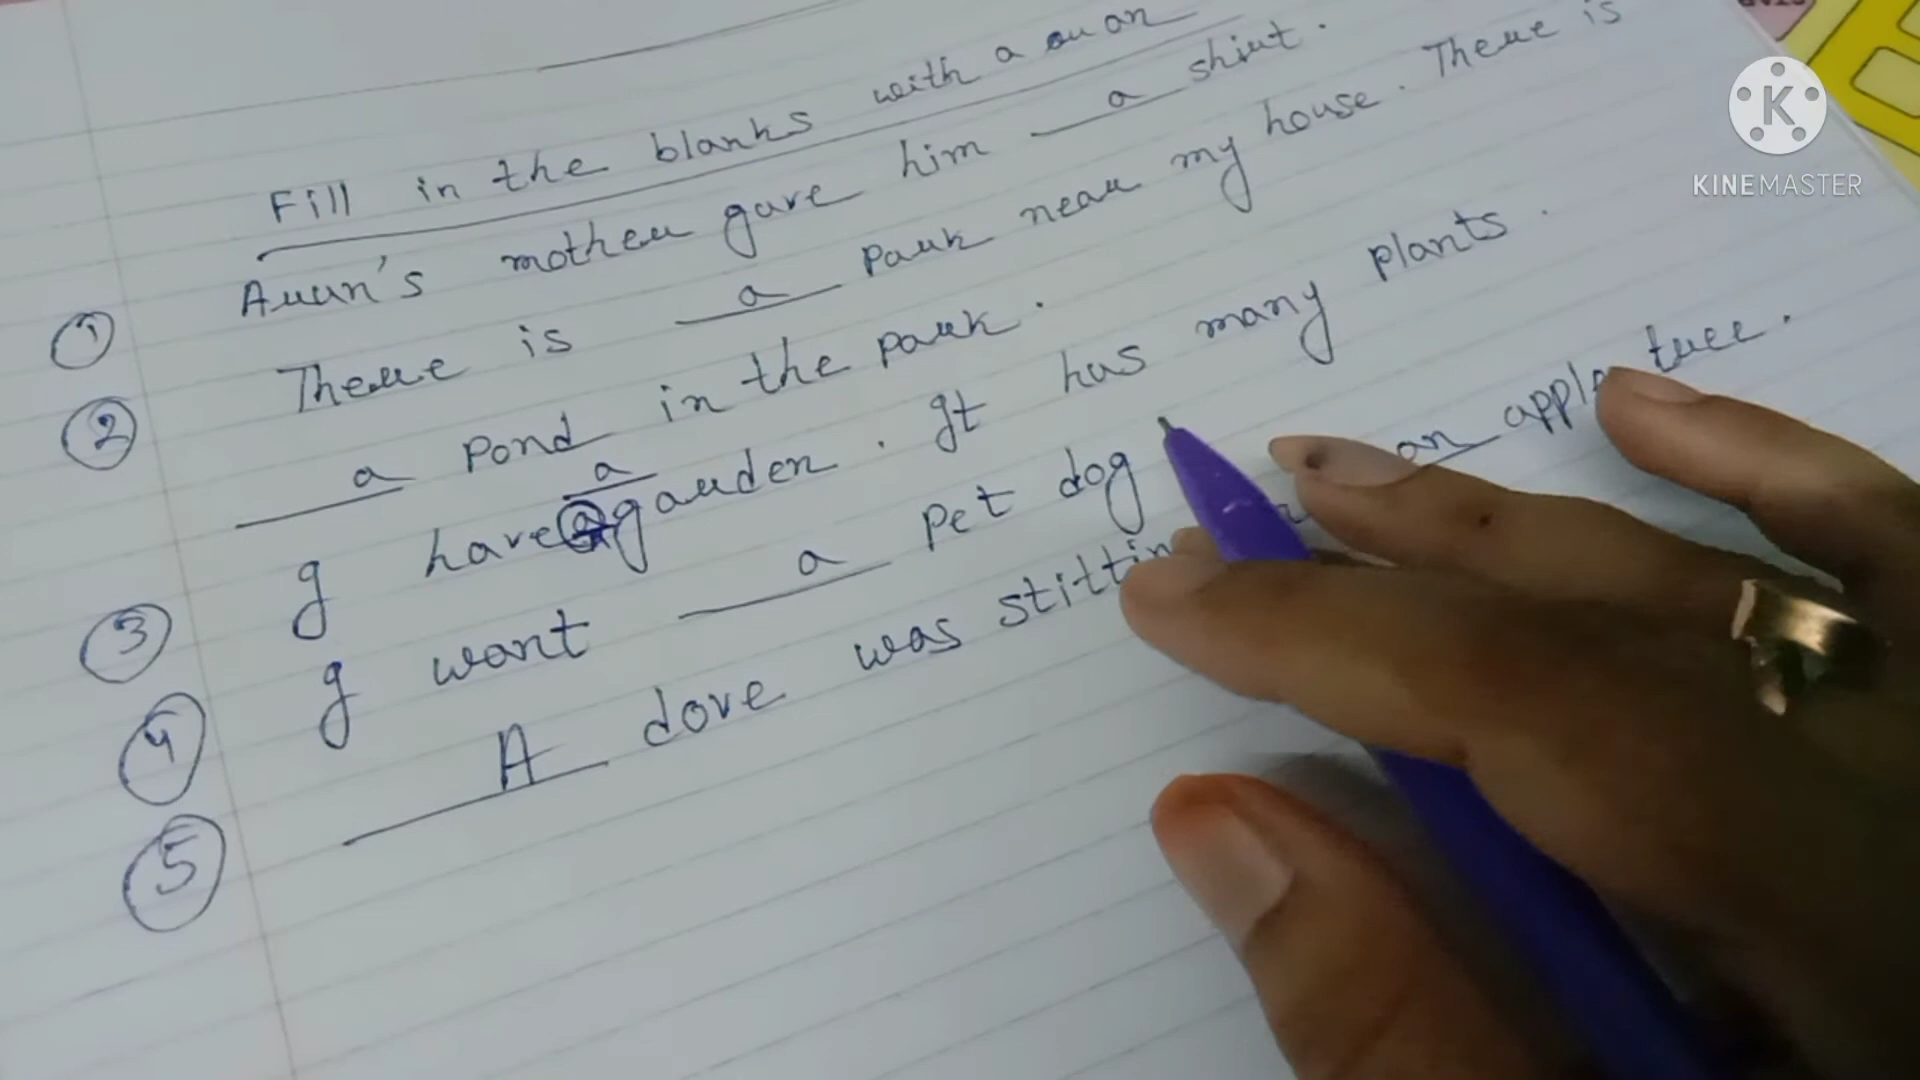 Fill in the blanks with a or an
① Arun's mother gave him a shirt.
② There is a park near my house. There is
a pond in the park.
③ I have a garden. It has many plants.
④ I want a pet dog
⑤ A dove was an apple tree.
KINEMASTER